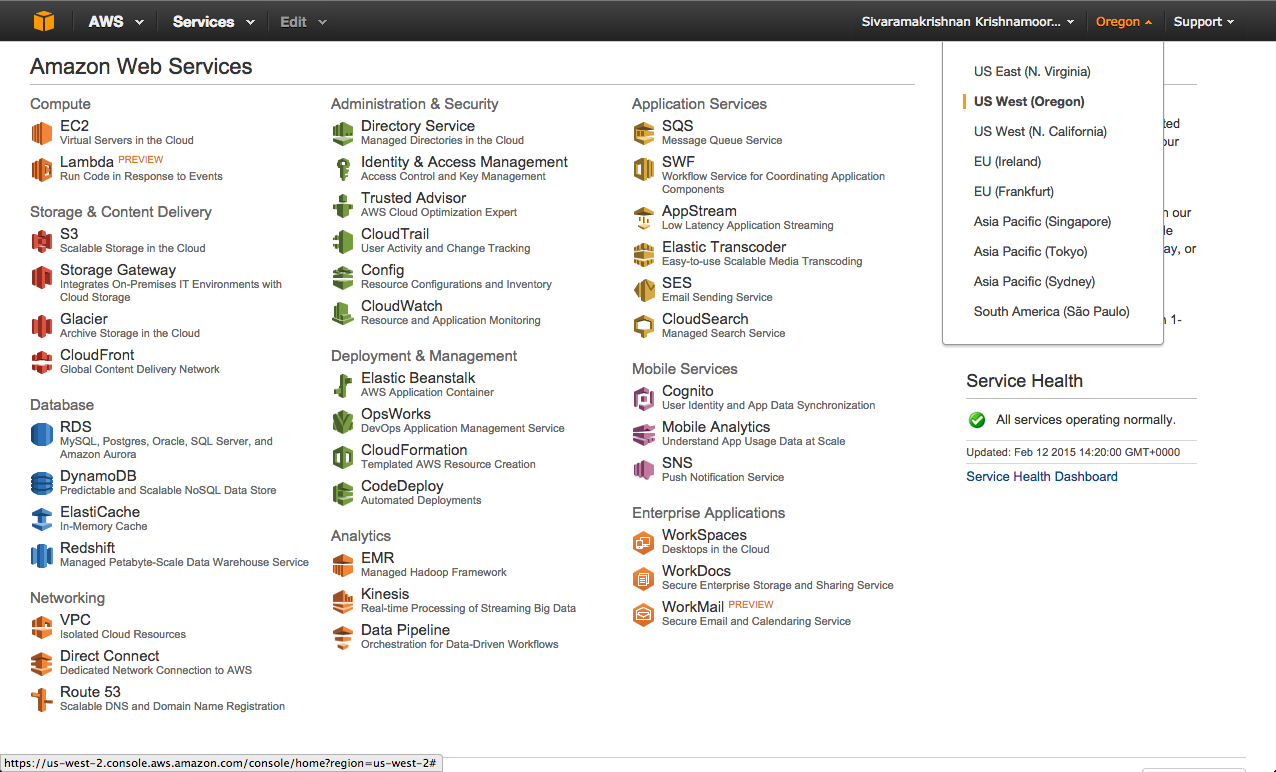 AWS Services Edit Sivaramakrishnan Krishnamoor... Oregon Support
Amazon Web Services
Compute
EC2
Virtual Servers in the Cloud
Lambda PREVIEW
Run Code in Response to Events
Storage & Content Delivery
S3
Scalable Storage in the Cloud
Storage Gateway
Integrates On-Premises IT Environments with
Cloud Storage
Glacier
Archive Storage in the Cloud
CloudFront
Global Content Delivery Network
Database
RDS
MySQL, Postgres, Oracle, SQL Server, and
Amazon Aurora
DynamoDB
Predictable and Scalable NoSQL Data Store
ElastiCache
In-Memory Cache
Redshift
Managed Petabyte-Scale Data Warehouse Service
Networking
VPC
Isolated Cloud Resources
Direct Connect
Dedicated Network Connection to AWS
Route 53
Scalable DNS and Domain Name Registration
Administration & Security
Directory Service
Managed Directories in the Cloud
Identity & Access Management
Access Control and Key Management
Trusted Advisor
AWS Cloud Optimization Expert
CloudTrail
User Activity and Change Tracking
Config
Resource Configurations and Inventory
CloudWatch
Resource and Application Monitoring
Deployment & Management
Elastic Beanstalk
AWS Application Container
OpsWorks
DevOps Application Management Service
CloudFormation
Templated AWS Resource Creation
CodeDeploy
Automated Deployments
Analytics
EMR
Managed Hadoop Framework
Kinesis
Real-time Processing of Streaming Big Data
Data Pipeline
Orchestration for Data-Driven Workflows
Application Services
SQS
Message Queue Service
SWF
Workflow Service for Coordinating Application
Components
AppStream
Low Latency Application Streaming
Elastic Transcoder
Easy-to-use Scalable Media Transcoding
SES
Email Sending Service
CloudSearch
Managed Search Service
Mobile Services
Cognito
User Identity and App Data Synchronization
Mobile Analytics
Understand App Usage Data at Scale
SNS
Push Notification Service
Enterprise Applications
WorkSpaces
Desktops in the Cloud
WorkDocs
Secure Enterprise Storage and Sharing Service
WorkMail PREVIEW
Secure Email and Calendaring Service
US East (N. Virginia)
US West (Oregon)
US West (N. California)
EU (Ireland)
EU (Frankfurt)
Asia Pacific (Singapore)
Asia Pacific (Tokyo)
Asia Pacific (Sydney)
South America (São Paulo)
our
or
1-
Service Health
All services operating normally.
Updated: Feb 12 2015 14:20:00 GMT+0000
Service Health Dashboard
https://us-west-2.console.aws.amazon.com/console/home?region=us-west-2#